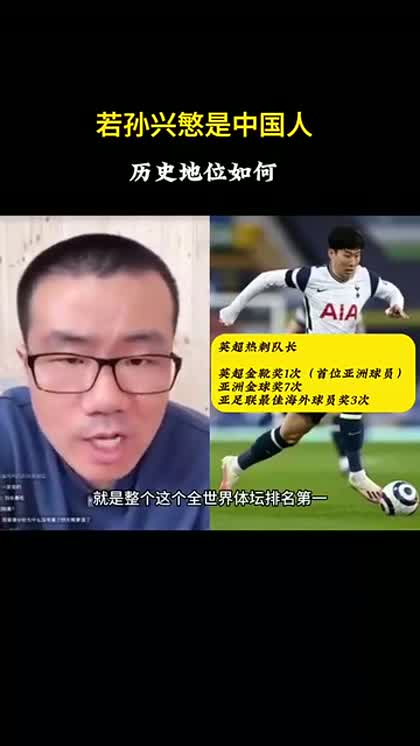 若孙兴慜是中国人
历史地位如何
AIA
英超热刺队长
英超金靴奖1次（首位亚洲球员）
亚洲金球奖7次
亚足联最佳海外球员奖3次
就是整个这个全世界体坛排名第一